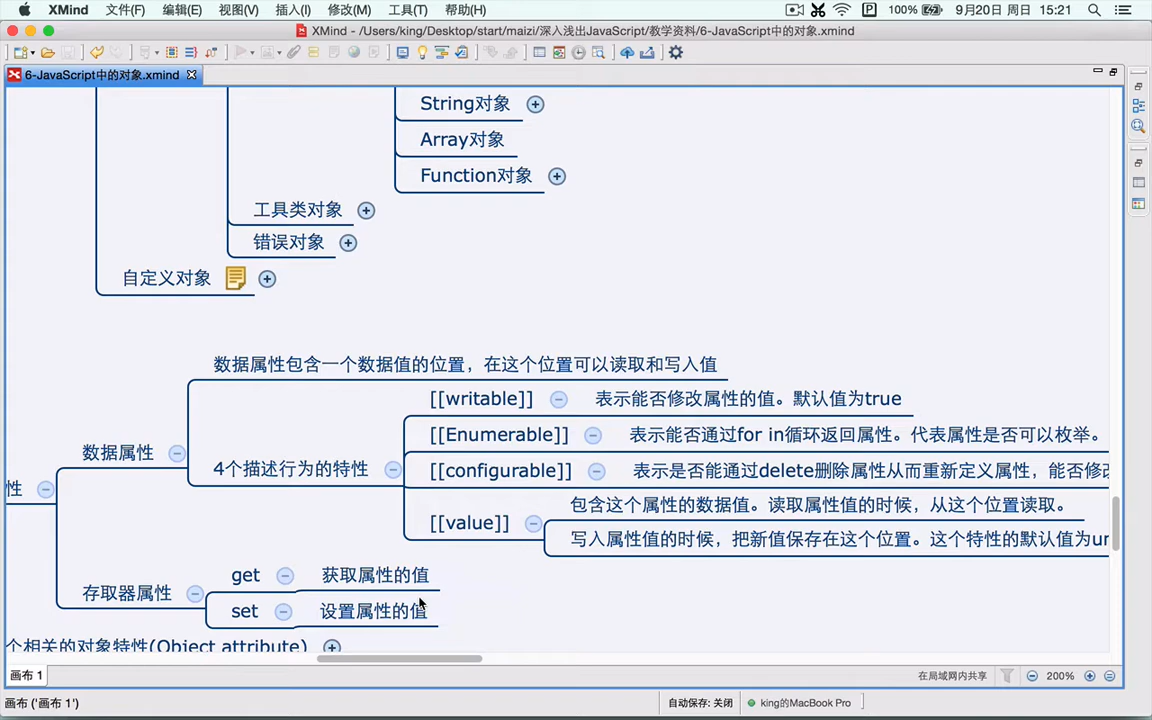 XMind 文件(F) 编辑(E) 视图(V) 插入(I) 修改(M) 工具(T) 帮助(H) 100% 9月20日 周日 15:21
XMind - /Users/king/Desktop/start/maizi/深入浅出JavaScript/教学资料/6-JavaScript中的对象.xmind
6-JavaScript中的对象.xmind
String对象
Array对象
Function对象
工具类对象
错误对象
自定义对象
数据属性包含一个数据值的位置，在这个位置可以读取和写入值
[[writable]] 表示能否修改属性的值。默认值为true
[[Enumerable]] 表示能否通过for in循环返回属性。代表属性是否可以枚举。
数据属性
4个描述行为的特性
[[configurable]] 表示是否能通过delete删除属性从而重新定义属性，能否修改
性
包含这个属性的数据值。读取属性值的时候，从这个位置读取。
[[value]]
写入属性值的时候，把新值保存在这个位置。这个特性的默认值为un
get 获取属性的值
存取器属性
set 设置属性的值
个相关的对象特性(Object attribute)
画布 1 在局域网内共享 200%
画布 ('画布 1') 自动保存: 关闭 king的MacBook Pro